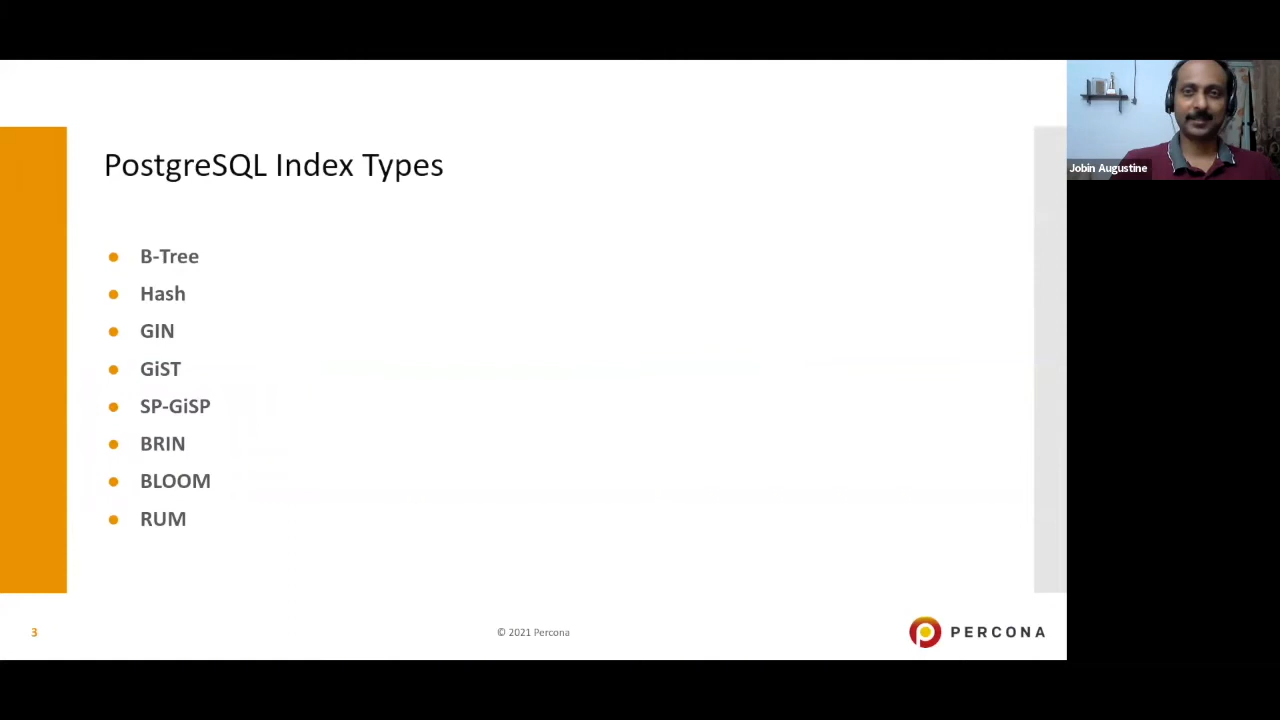 PostgreSQL Index Types
B-Tree
Hash
GIN
GiST
SP-GiSP
BRIN
BLOOM
RUM
3
© 2021 Percona
PERCONA
Jobin Augustine